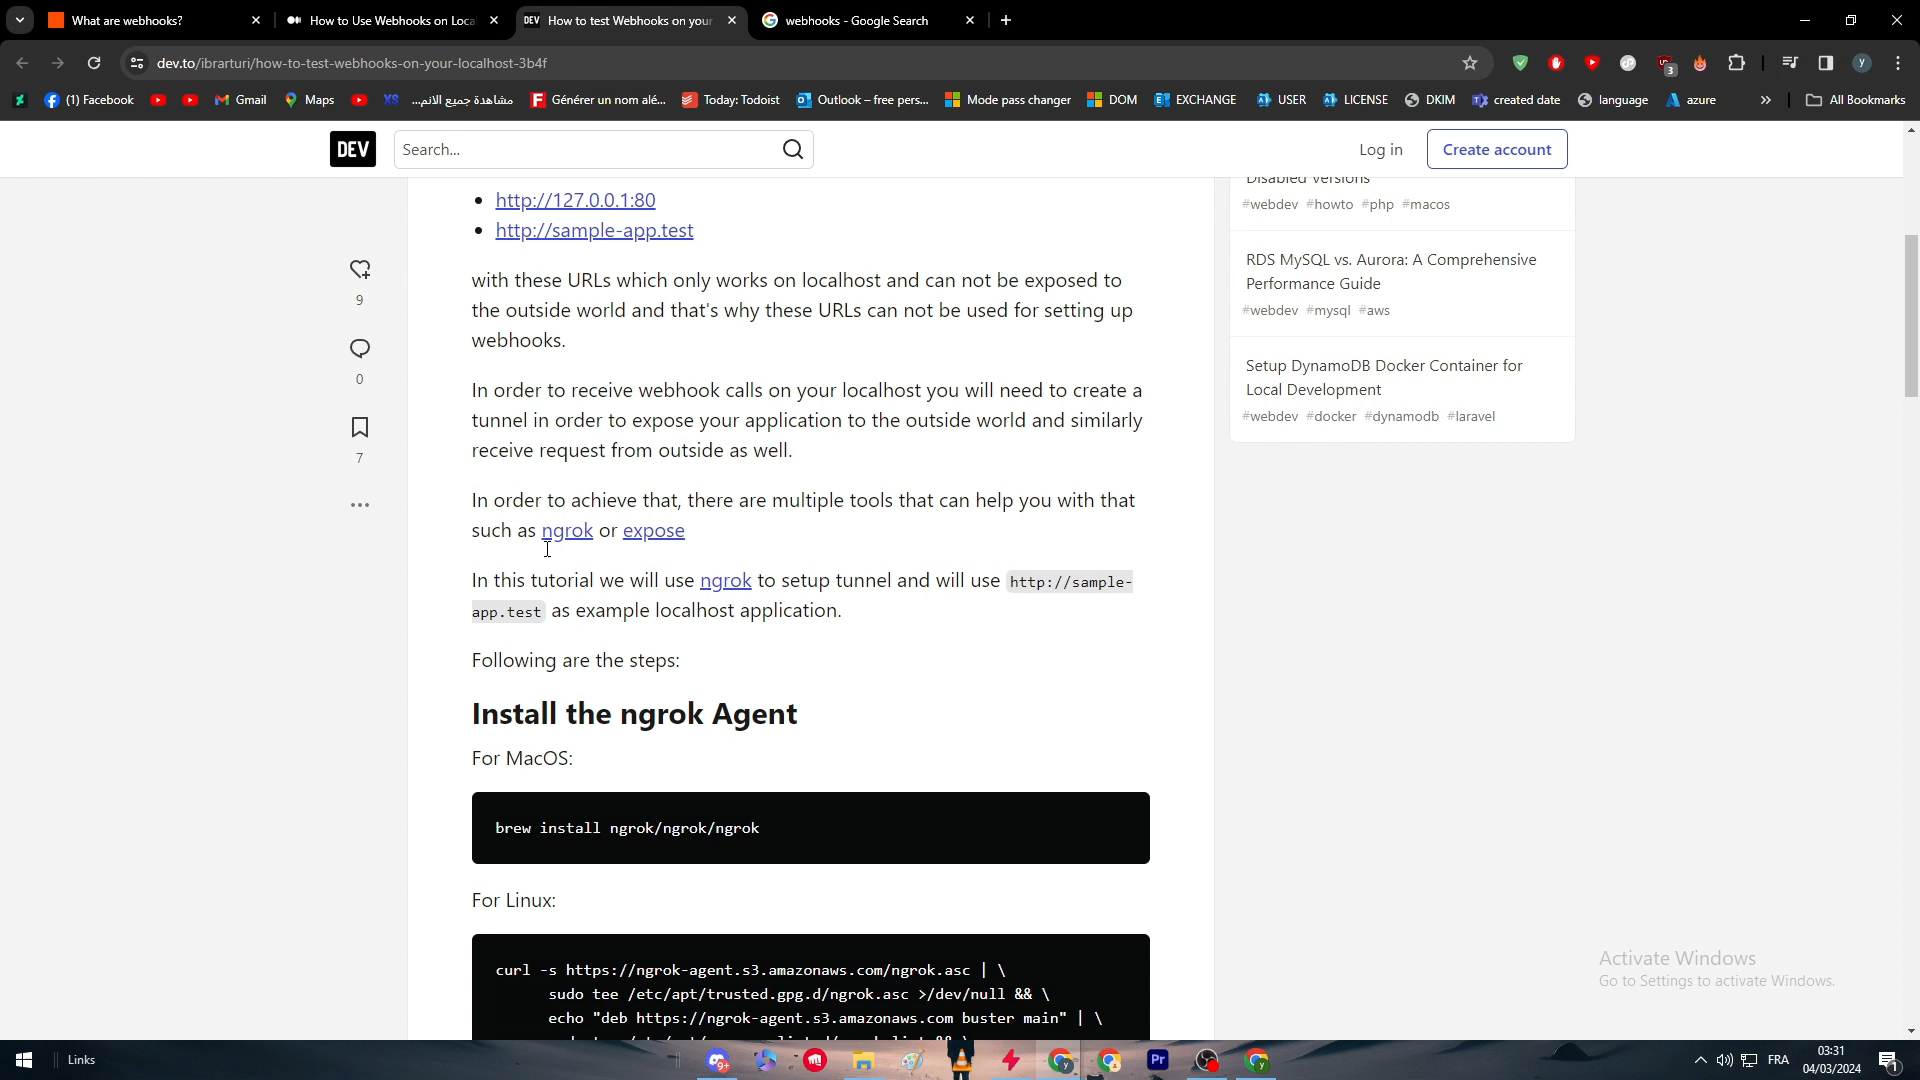 What are webhooks?
How to Use Webhooks on Loca
DEV How to test Webhooks on your
webhooks - Google Search
dev.to/ibrarturi/how-to-test-webhooks-on-your-localhost-3b4f
3
y
(1) Facebook
Gmail
Maps
XS
مشاهدة جميع الانم...
Générer un nom alé...
Today: Todoist
Outlook – free pers...
Mode pass changer
DOM
EXCHANGE
USER
LICENSE
DKIM
created date
language
azure
All Bookmarks
DEV
Search...
Log in
Create account
http://127.0.0.1:80
http://sample-app.test
with these URLs which only works on localhost and can not be exposed to
the outside world and that's why these URLs can not be used for setting up
webhooks.
In order to receive webhook calls on your localhost you will need to create a
tunnel in order to expose your application to the outside world and similarly
receive request from outside as well.
In order to achieve that, there are multiple tools that can help you with that
such as ngrok or expose
In this tutorial we will use ngrok to setup tunnel and will use http://sample-
app.test as example localhost application.
Following are the steps:
Install the ngrok Agent
For MacOS:
brew install ngrok/ngrok/ngrok
For Linux:
curl -s https://ngrok-agent.s3.amazonaws.com/ngrok.asc | \
sudo tee /etc/apt/trusted.gpg.d/ngrok.asc >/dev/null && \
echo "deb https://ngrok-agent.s3.amazonaws.com buster main" | \
9
0
7
Disabled Versions
#webdev #howto #php #macos
RDS MySQL vs. Aurora: A Comprehensive
Performance Guide
#webdev #mysql #aws
Setup DynamoDB Docker Container for
Local Development
#webdev #docker #dynamodb #laravel
Activate Windows
Go to Settings to activate Windows.
Links
9+
Pr
FRA
03:31
04/03/2024
1